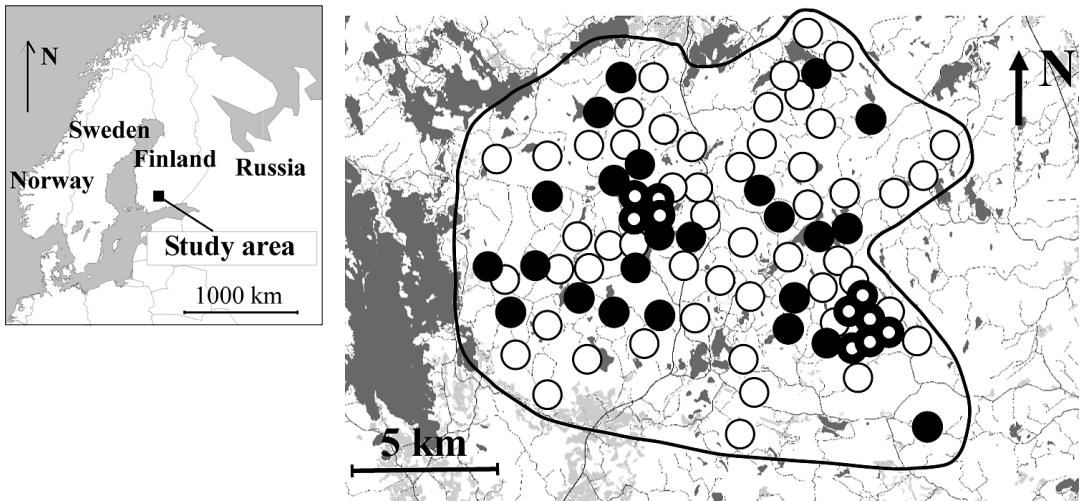 N
Sweden
Finland
Norway
Russia
Study area
1000 km
N
5 km